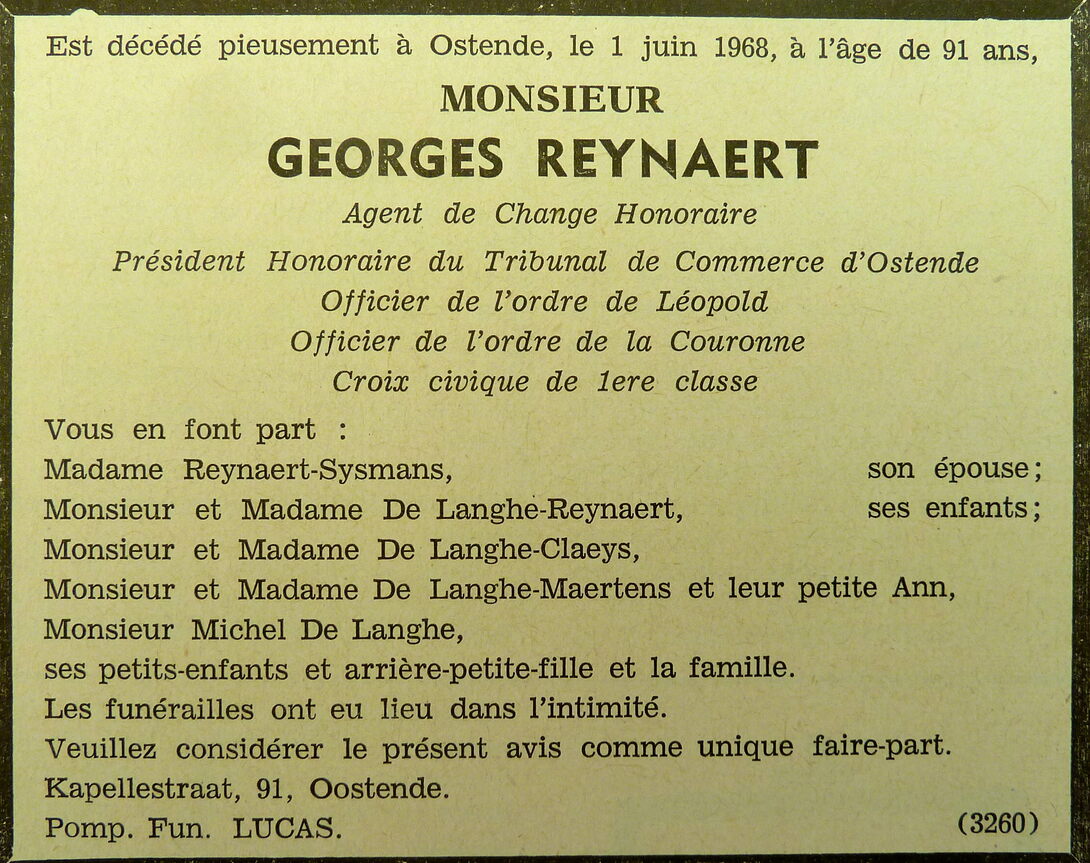 Est décédé pieusement à Ostende, le 1 juin 1968, à l'âge de 91 ans,
MONSIEUR
GEORGES REYNAERT
Agent de Change Honoraire
Président Honoraire du Tribunal de Commerce d'Ostende
Officier de l'ordre de Léopold
Officier de l'ordre de la Couronne
Croix civique de 1ere classe
Vous en font part :
Madame Reynaert-Sysmans, son épouse;
Monsieur et Madame De Langhe-Reynaert, ses enfants;
Monsieur et Madame De Langhe-Claeys,
Monsieur et Madame De Langhe-Maertens et leur petite Ann,
Monsieur Michel De Langhe,
ses petits-enfants et arrière-petite-fille et la famille.
Les funérailles ont eu lieu dans l'intimité.
Veuillez considérer le présent avis comme unique faire-part.
Kapellestraat, 91, Oostende.
Pomp. Fun. LUCAS. (3260)